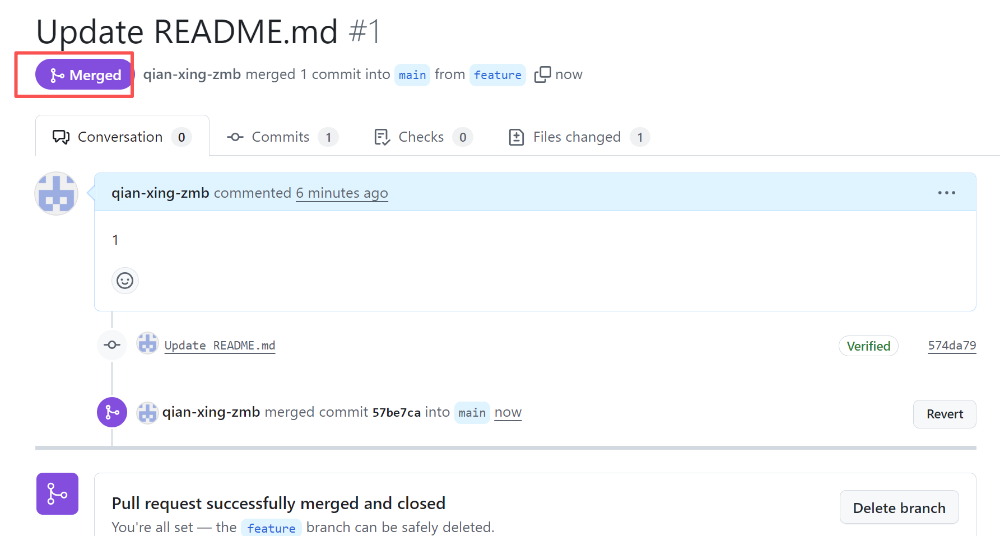 Update README.md #1
Merged qian-xing-zmb merged 1 commit into main from feature now
Conversation 0 Commits 1 Checks 0 Files changed 1
qian-xing-zmb commented 6 minutes ago
1
Update README.md Verified 574da79
qian-xing-zmb merged commit 57be7ca into main now Revert
Pull request successfully merged and closed
Delete branch
You're all set — the feature branch can be safely deleted.